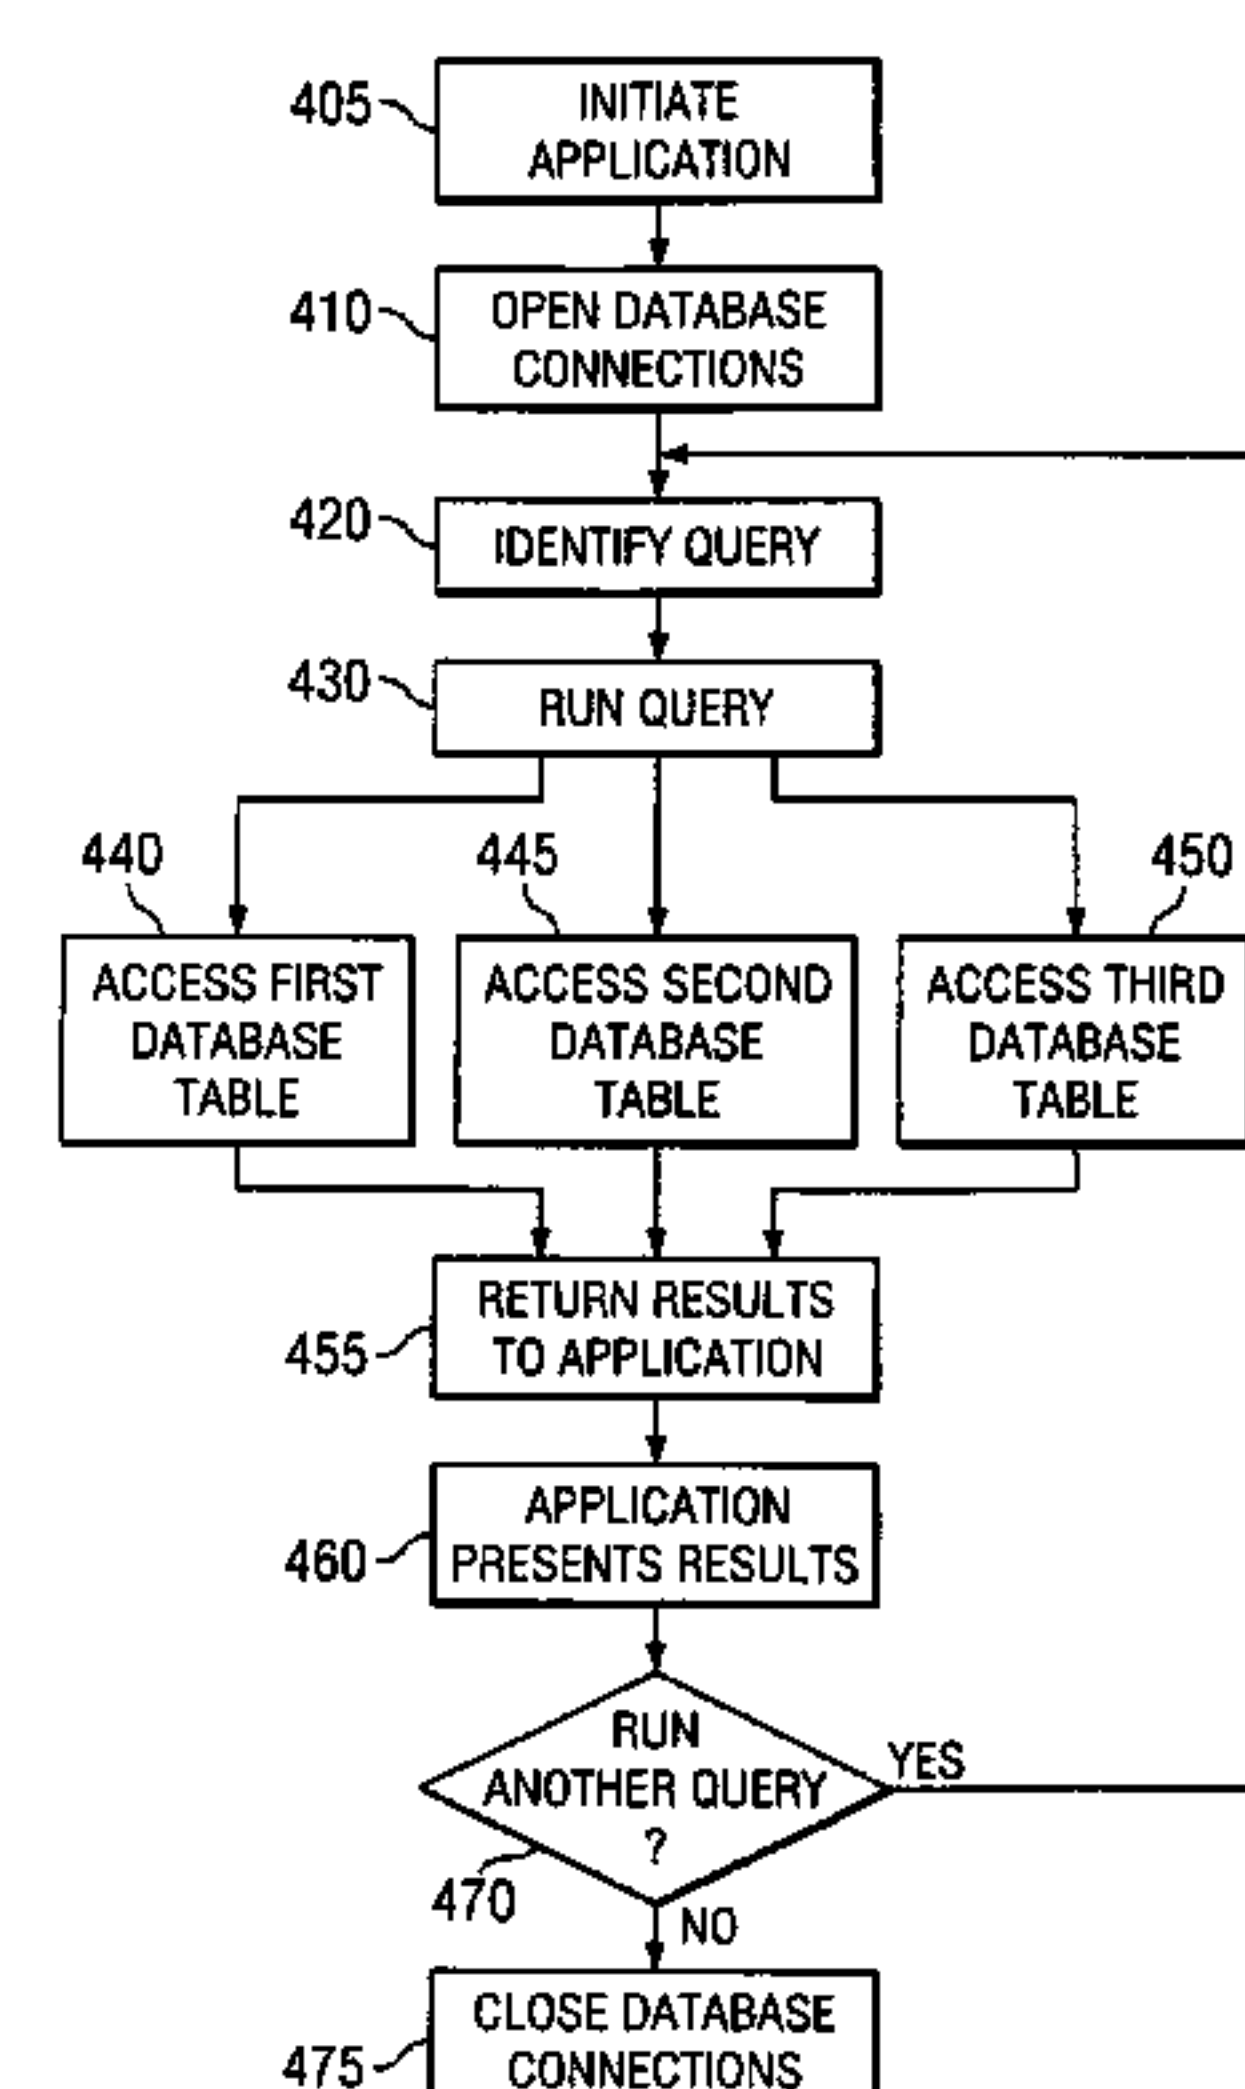 405
INITIATE
APPLICATION
410
OPEN DATABASE
CONNECTIONS
420
IDENTIFY QUERY
430
RUN QUERY
440
445
450
ACCESS FIRST
DATABASE
TABLE
ACCESS SECOND
DATABASE
TABLE
ACCESS THIRD
DATABASE
TABLE
RETURN RESULTS
TO APPLICATION
455
APPLICATION
PRESENTS RESULTS
460
RUN
ANOTHER QUERY
?
YES
470
NO
CLOSE DATABASE
CONNECTIONS
475